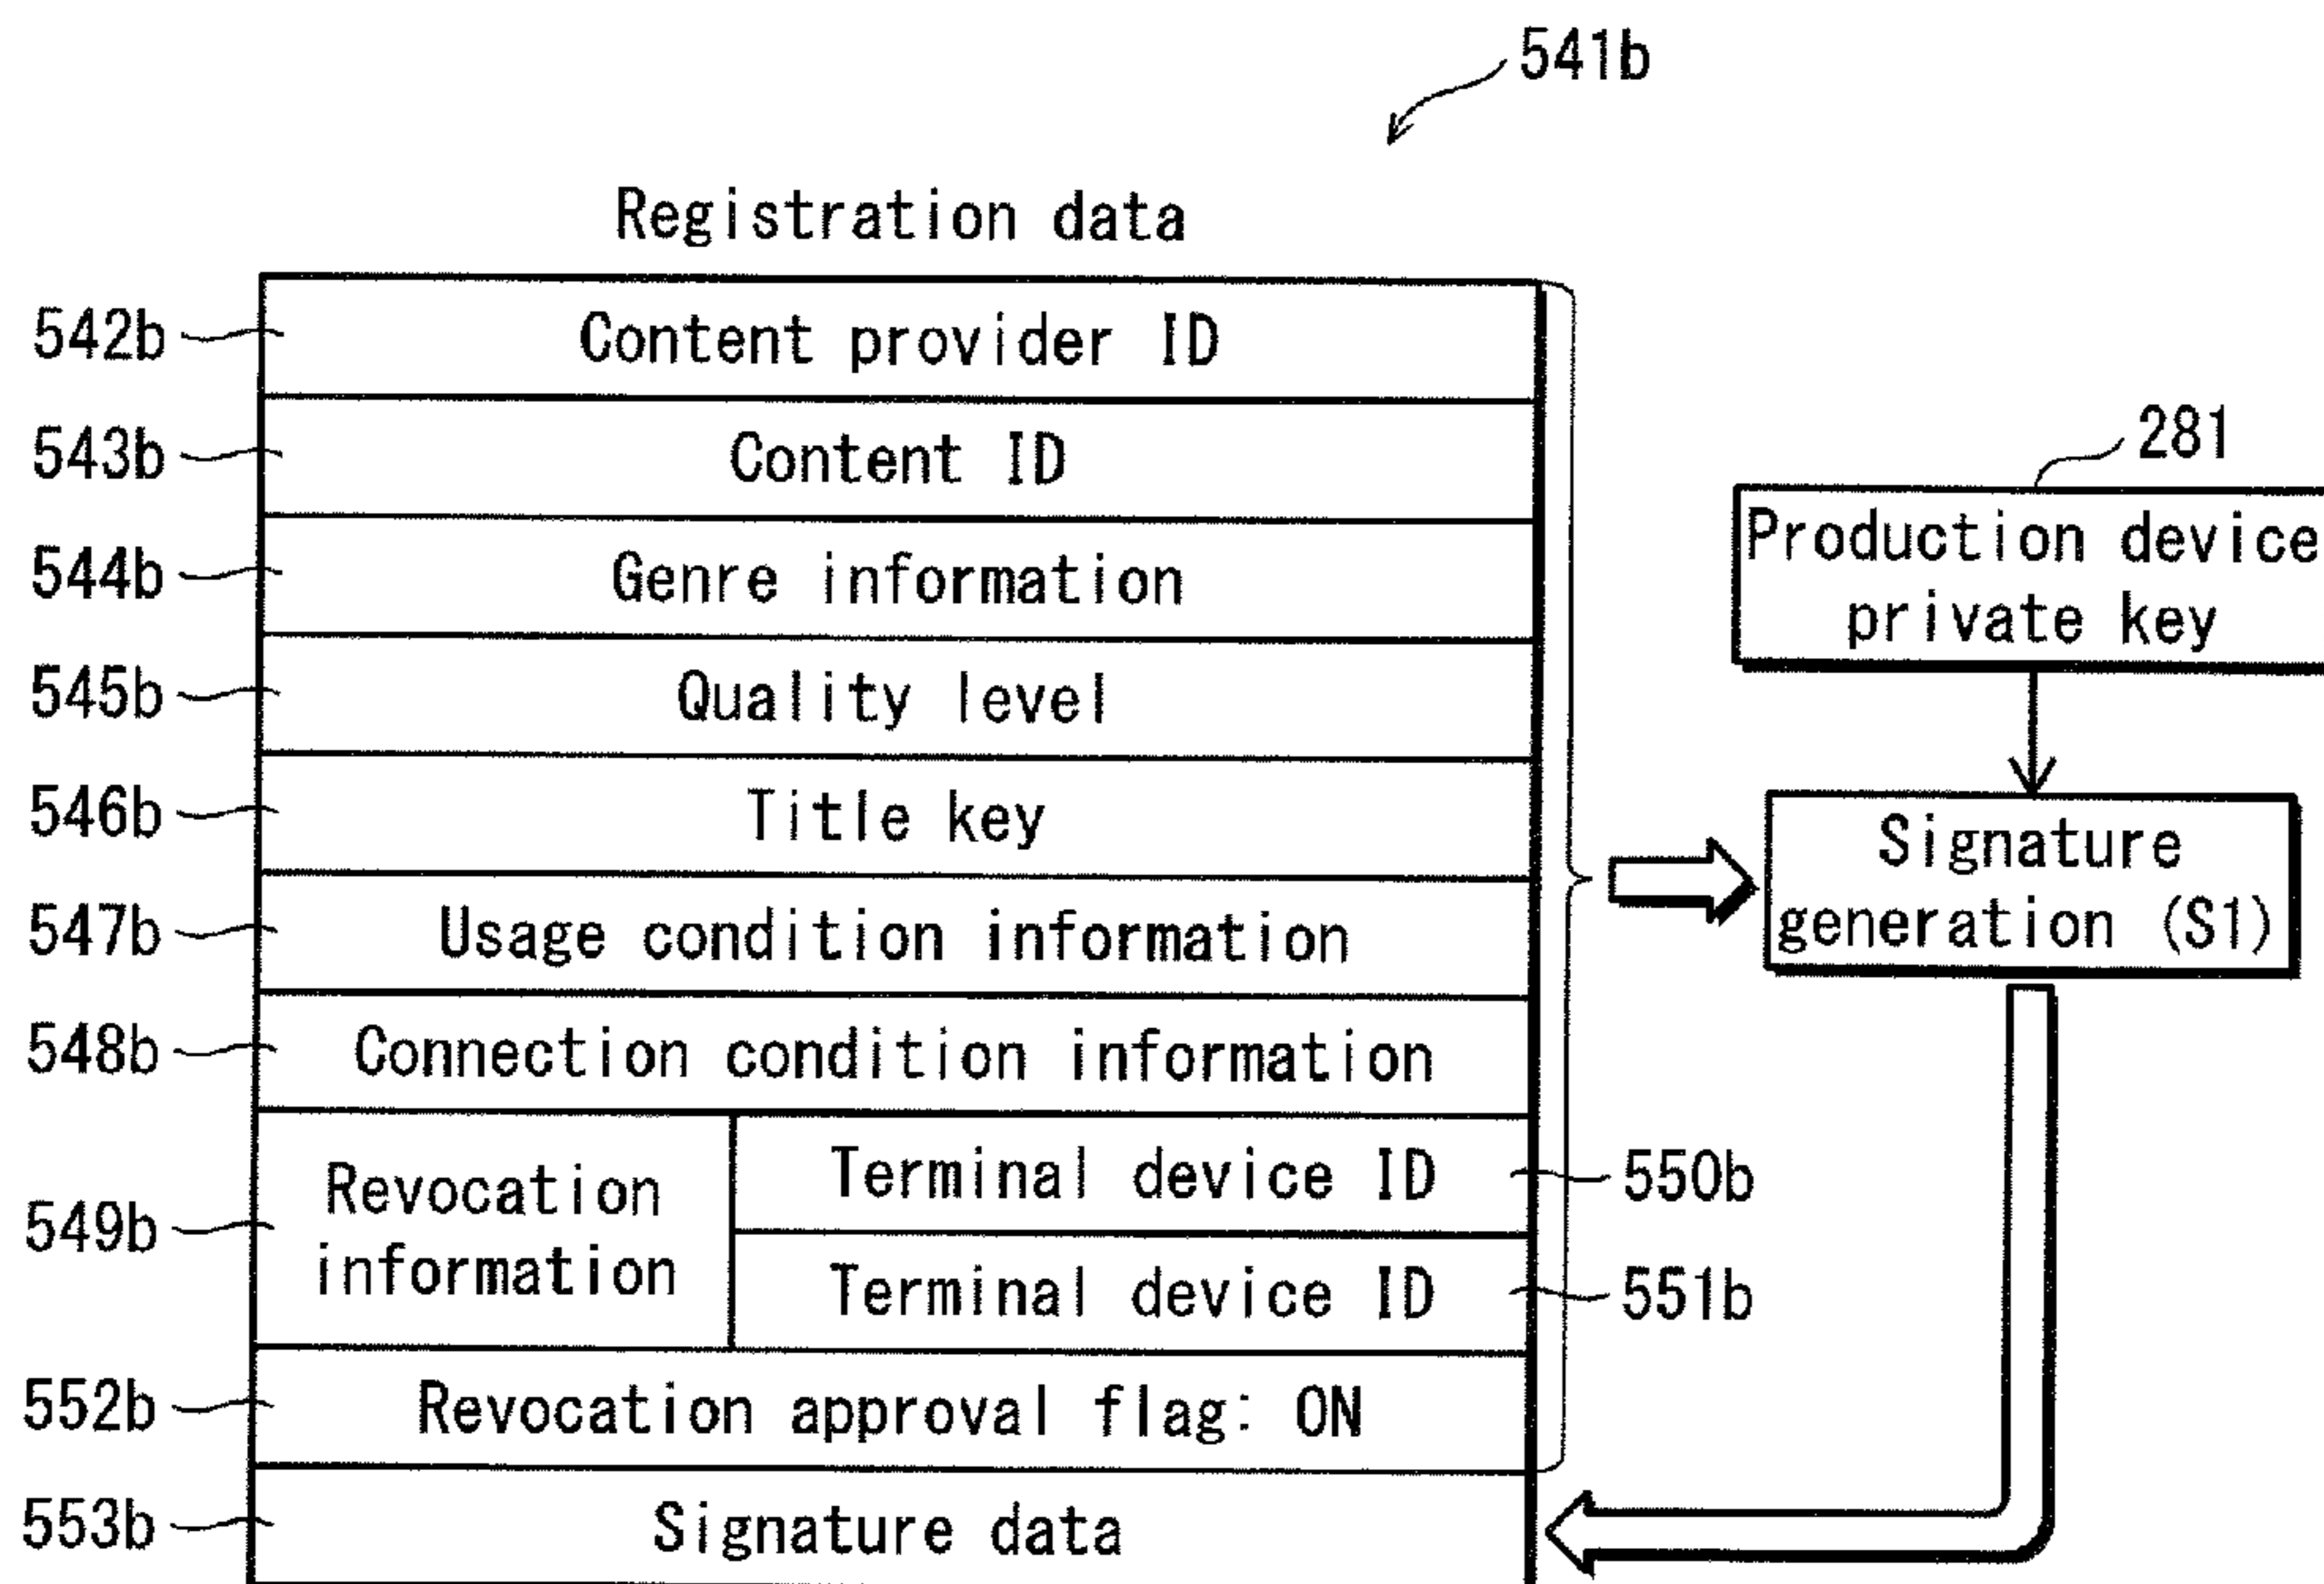 541b
Registration data
542b
Content provider ID
543b
Content ID
281
544b
Genre information
Production device
private key
545b
Quality level
546b
Title key
Signature
generation (S1)
547b
Usage condition information
548b
Connection condition information
549b
Revocation
information
Terminal device ID
550b
Terminal device ID
551b
552b
Revocation approval flag: ON
553b
Signature data